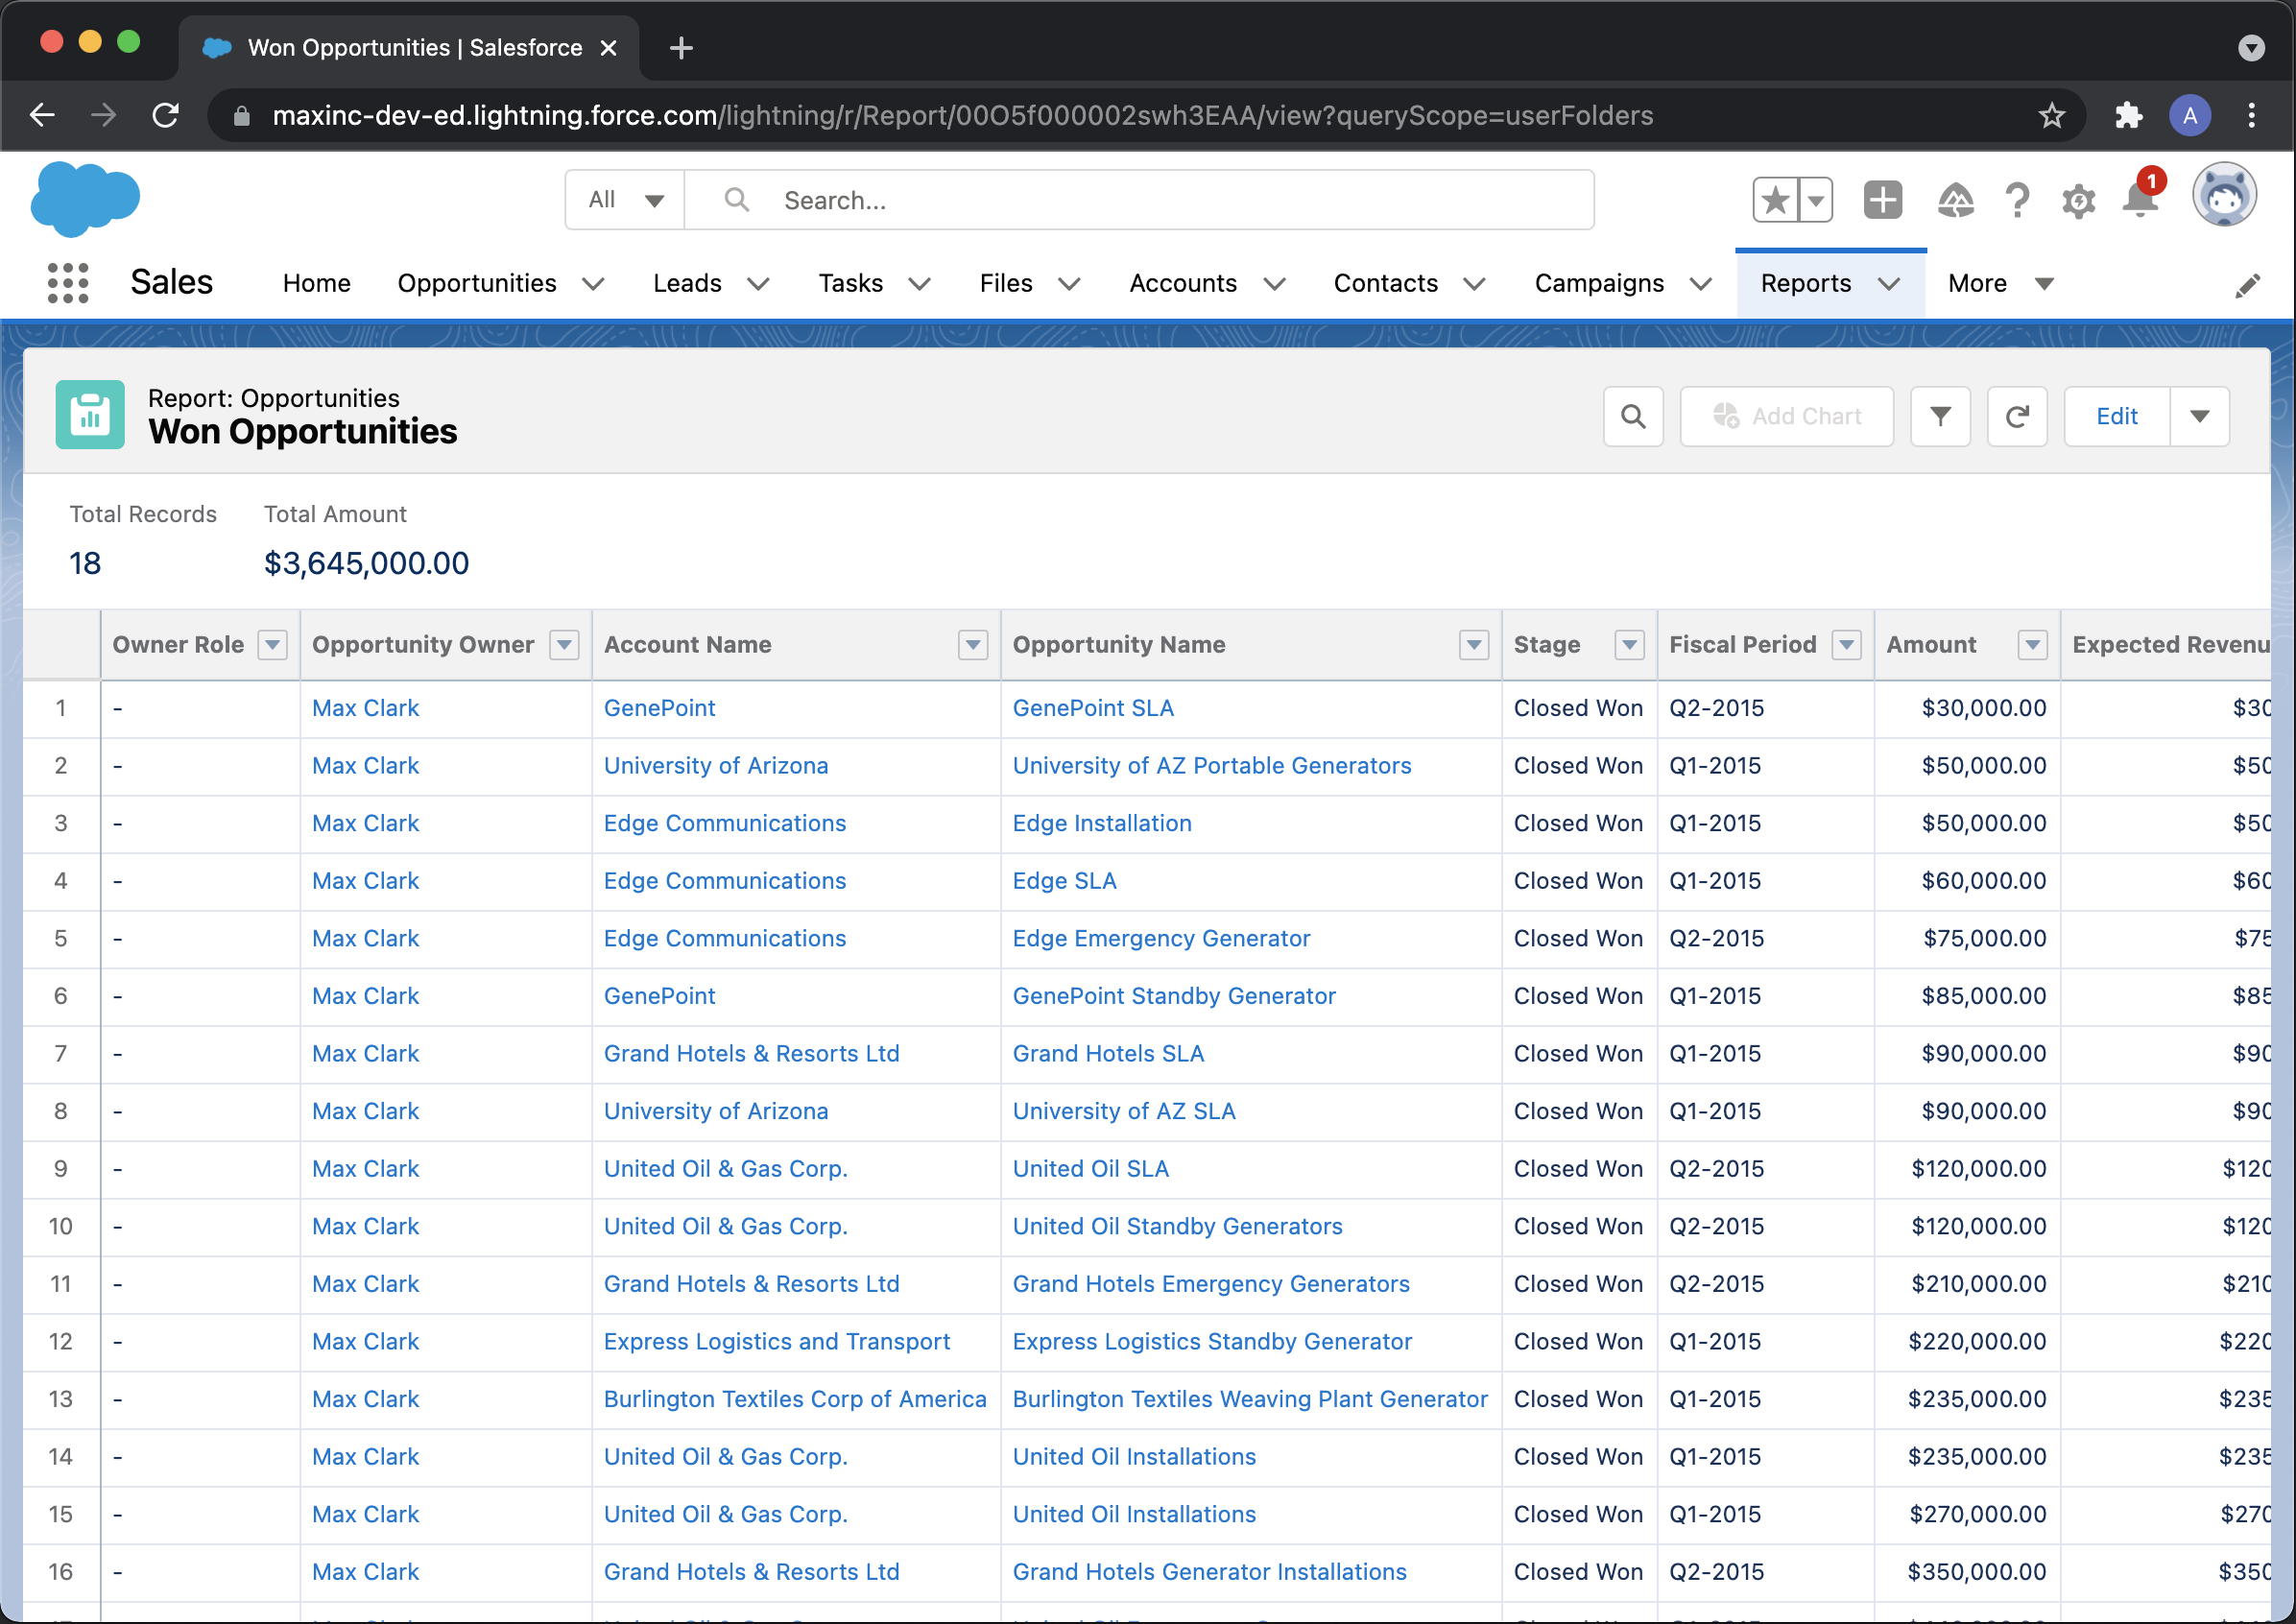 Won Opportunities | Salesforce
maxinc-dev-ed.lightning.force.com/lightning/r/Report/00O5f000002swh3EAA/view?queryScope=userFolders
A
All Search...
1
Sales Home Opportunities Leads Tasks Files Accounts Contacts Campaigns Reports More
Report: Opportunities
Won Opportunities
Add Chart Edit
Total Records Total Amount
18 $3,645,000.00
Owner Role Opportunity Owner Account Name Opportunity Name Stage Fiscal Period Amount Expected Revenu
1 - Max Clark GenePoint GenePoint SLA Closed Won Q2-2015 $30,000.00 $30
2 - Max Clark University of Arizona University of AZ Portable Generators Closed Won Q1-2015 $50,000.00 $50
3 - Max Clark Edge Communications Edge Installation Closed Won Q1-2015 $50,000.00 $50
4 - Max Clark Edge Communications Edge SLA Closed Won Q1-2015 $60,000.00 $60
5 - Max Clark Edge Communications Edge Emergency Generator Closed Won Q2-2015 $75,000.00 $75
6 - Max Clark GenePoint GenePoint Standby Generator Closed Won Q1-2015 $85,000.00 $85
7 - Max Clark Grand Hotels & Resorts Ltd Grand Hotels SLA Closed Won Q1-2015 $90,000.00 $90
8 - Max Clark University of Arizona University of AZ SLA Closed Won Q1-2015 $90,000.00 $90
9 - Max Clark United Oil & Gas Corp. United Oil SLA Closed Won Q2-2015 $120,000.00 $120
10 - Max Clark United Oil & Gas Corp. United Oil Standby Generators Closed Won Q2-2015 $120,000.00 $120
11 - Max Clark Grand Hotels & Resorts Ltd Grand Hotels Emergency Generators Closed Won Q2-2015 $210,000.00 $210
12 - Max Clark Express Logistics and Transport Express Logistics Standby Generator Closed Won Q1-2015 $220,000.00 $220
13 - Max Clark Burlington Textiles Corp of America Burlington Textiles Weaving Plant Generator Closed Won Q1-2015 $235,000.00 $235
14 - Max Clark United Oil & Gas Corp. United Oil Installations Closed Won Q1-2015 $235,000.00 $235
15 - Max Clark United Oil & Gas Corp. United Oil Installations Closed Won Q1-2015 $270,000.00 $270
16 - Max Clark Grand Hotels & Resorts Ltd Grand Hotels Generator Installations Closed Won Q2-2015 $350,000.00 $350